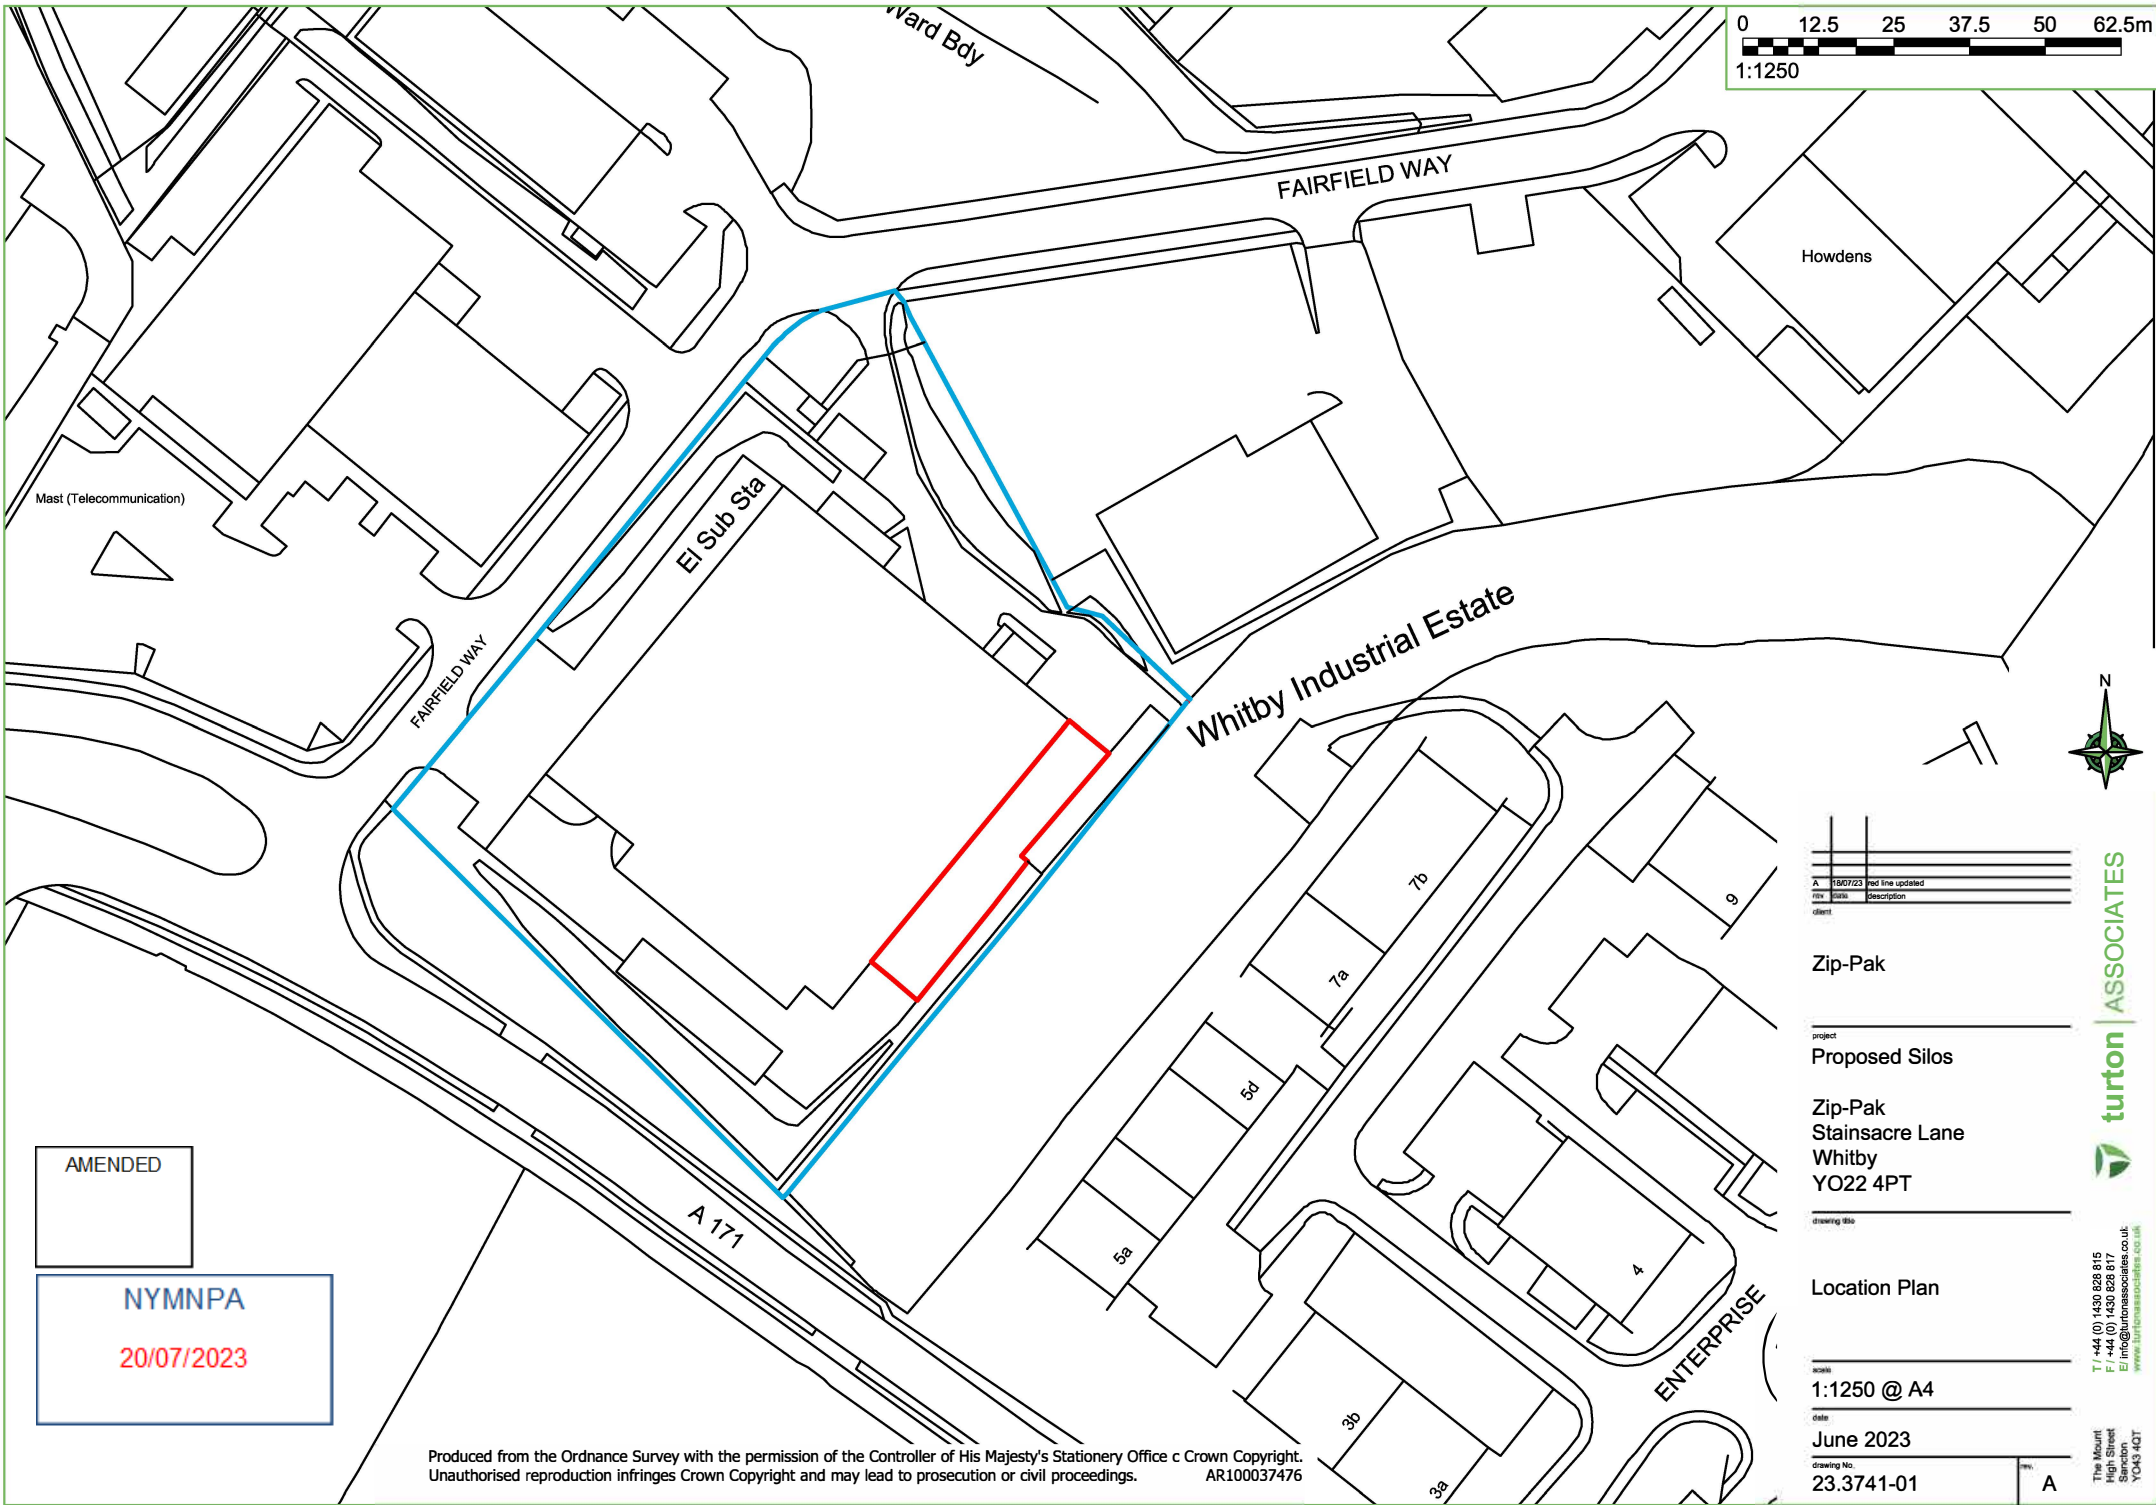 Ward Bdy
0 12.5 25 37.5 50 62.5m
1:1250
FAIRFIELD WAY
Howdens
Mast (Telecommunication)
El Sub Sta
FAIRFIELD WAY
Whitby Industrial Estate
N
7b
9
7a
5d
5a
4
3b
3a
A 171
ENTERPRISE
AMENDED
NYMNPA
20/07/2023
Produced from the Ordnance Survey with the permission of the Controller of His Majesty's Stationery Office c Crown Copyright.
Unauthorised reproduction infringes Crown Copyright and may lead to prosecution or civil proceedings. AR100037476
A 18/07/23 red line updated
rev date description
client
Zip-Pak
project
Proposed Silos
Zip-Pak
Stainsacre Lane
Whitby
YO22 4PT
drawing title
Location Plan
scale
1:1250 @ A4
date
June 2023
drawing No. rev.
23.3741-01 A
turton | ASSOCIATES
T / +44 (0) 1430 828 815
F / +44 (0) 1430 828 817
E/ info@turtonassociates.co.uk
www.turtonassociates.co.uk
The Mount
High Street
Sancton
YO43 4QT